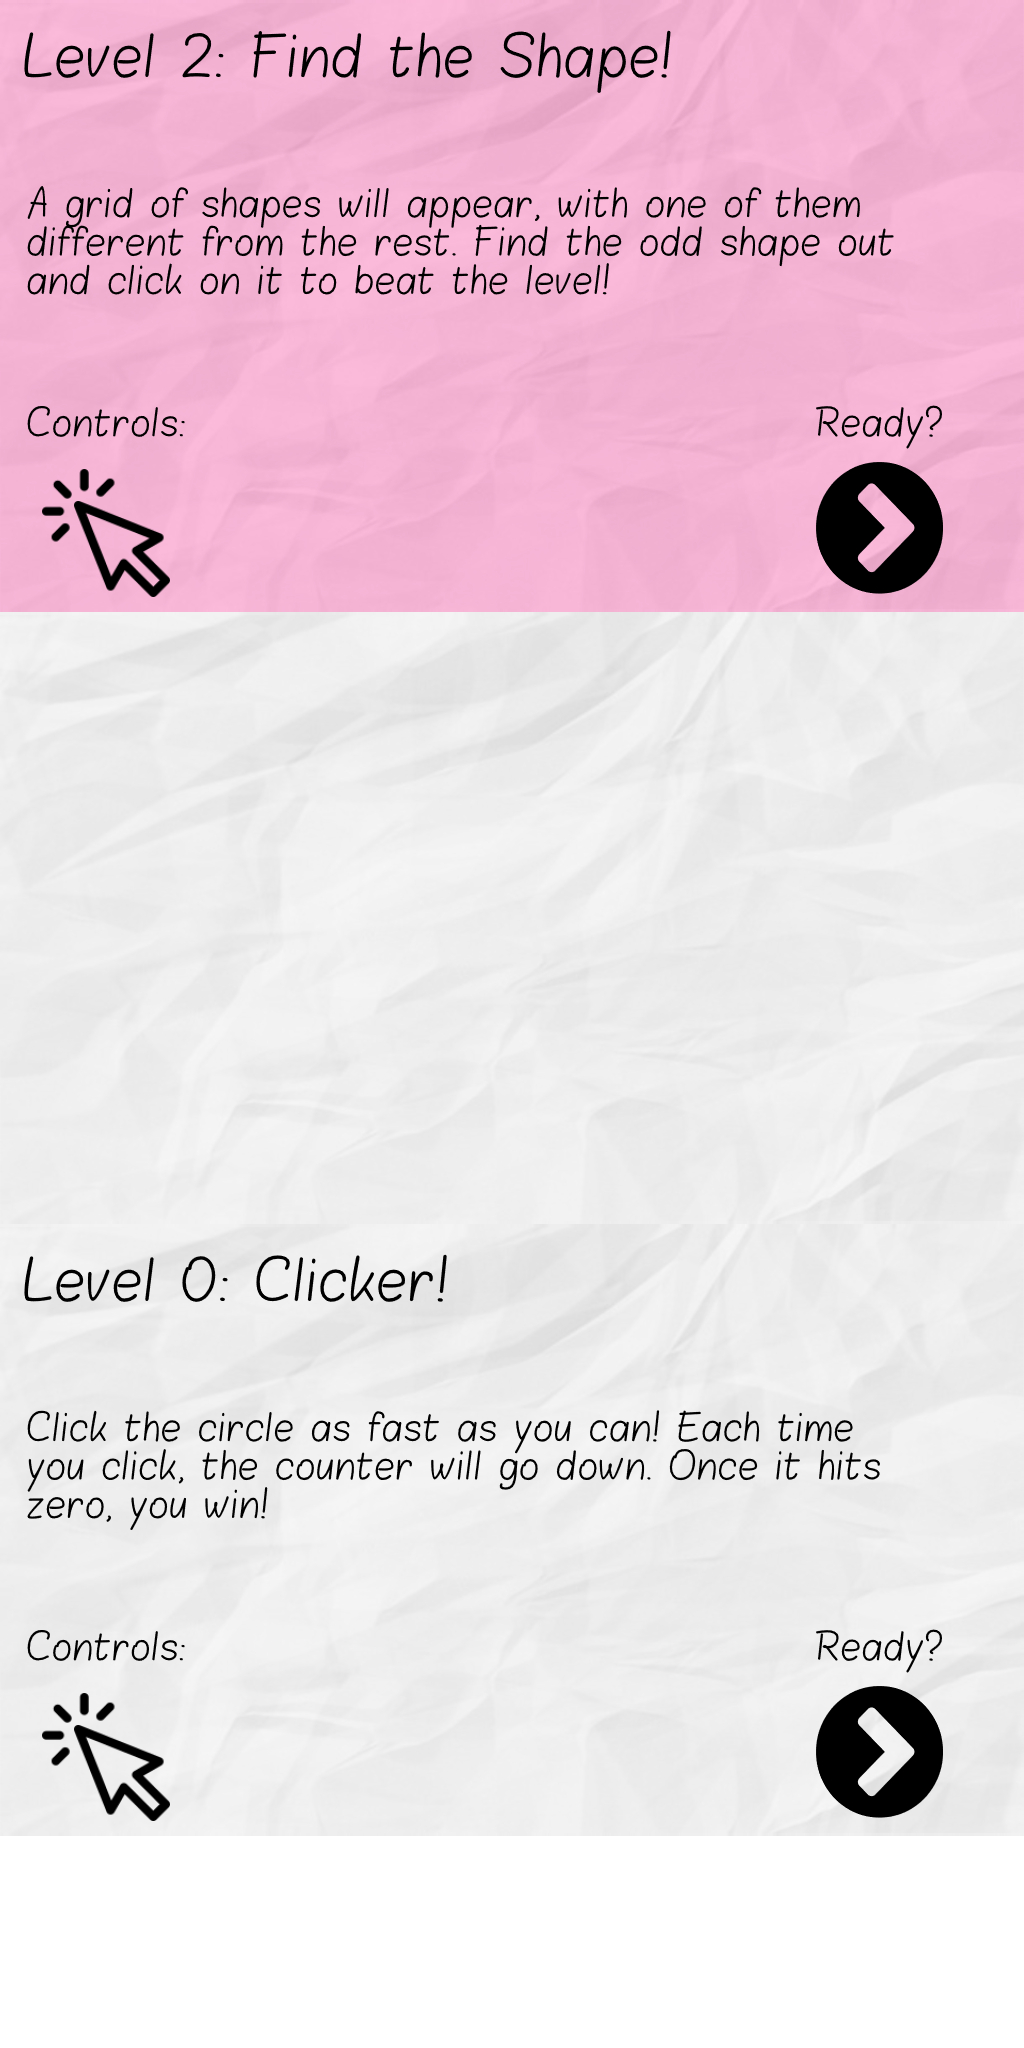 Level 2: Find the Shape!
A grid of shapes will appear, with one of them
different from the rest. Find the odd shape out
and click on it to beat the level!
Controls:
Ready?
Level 0: Clicker!
Click the circle as fast as you can! Each time
you click, the counter will go down. Once it hits
zero, you win!
Controls:
Ready?